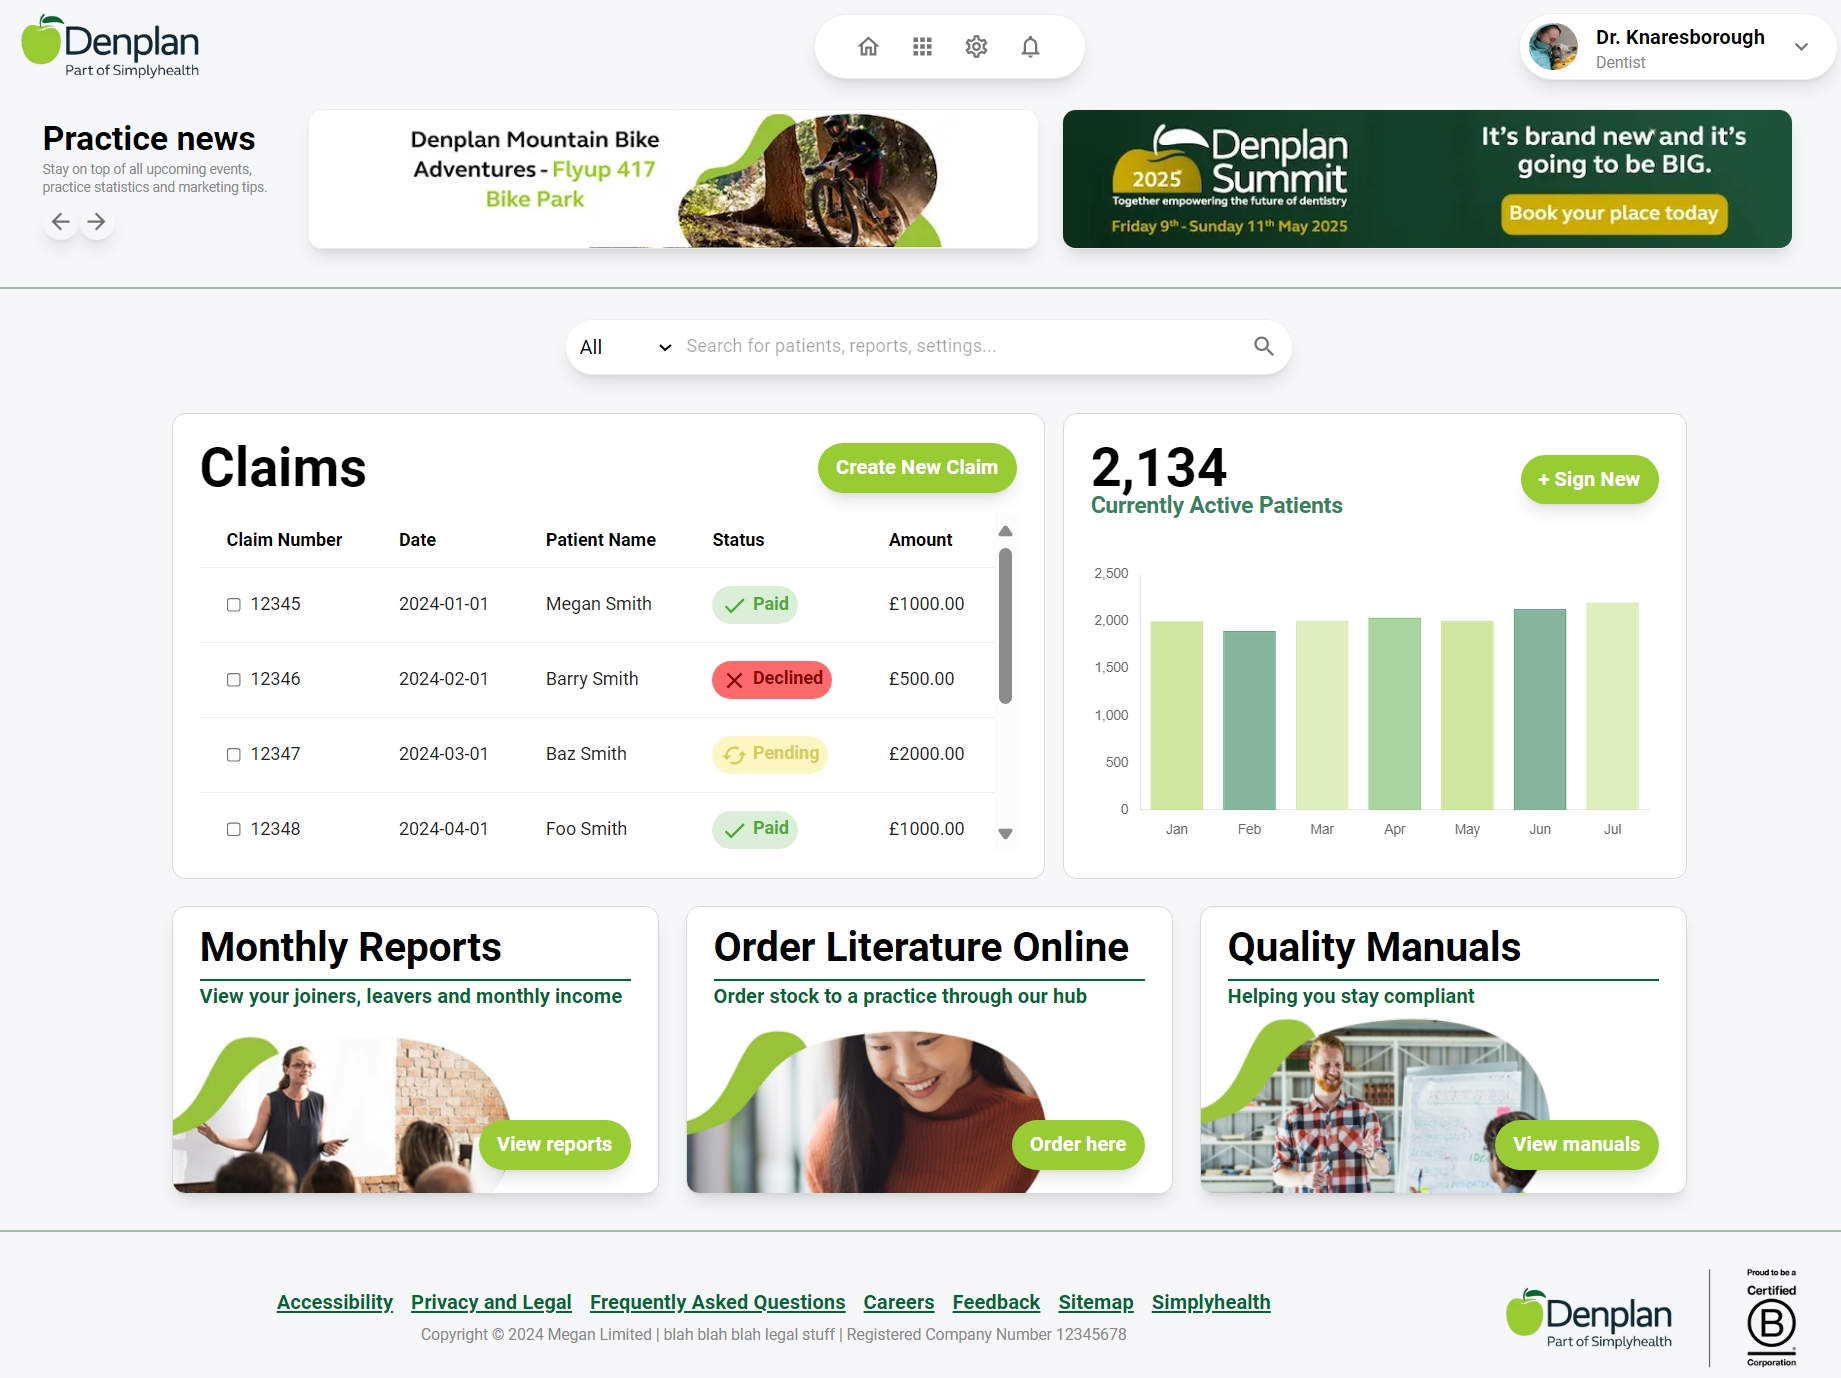 Denplan
Part of Simplyhealth
Dr. Knaresborough
Dentist
Practice news
Stay on top of all upcoming events,
practice statistics and marketing tips.
Denplan Mountain Bike
Adventures - Flyup 417
Bike Park
2025
Denplan
Summit
Together empowering the future of dentistry
Friday 9th - Sunday 11th May 2025
It's brand new and it's
going to be BIG.
Book your place today
All
Search for patients, reports, settings...
Claims
Create New Claim
Claim Number Date Patient Name Status Amount
12345 2024-01-01 Megan Smith Paid £1000.00
12346 2024-02-01 Barry Smith Declined £500.00
12347 2024-03-01 Baz Smith Pending £2000.00
12348 2024-04-01 Foo Smith Paid £1000.00
2,134
Currently Active Patients
+ Sign New
2,500
2,000
1,500
1,000
500
0
Jan Feb Mar Apr May Jun Jul
Monthly Reports
View your joiners, leavers and monthly income
View reports
Order Literature Online
Order stock to a practice through our hub
Order here
Quality Manuals
Helping you stay compliant
View manuals
Accessibility Privacy and Legal Frequently Asked Questions Careers Feedback Sitemap Simplyhealth
Copyright © 2024 Megan Limited | blah blah blah legal stuff | Registered Company Number 12345678
Denplan
Part of Simplyhealth
Proud to be a
Certified
B
Corporation